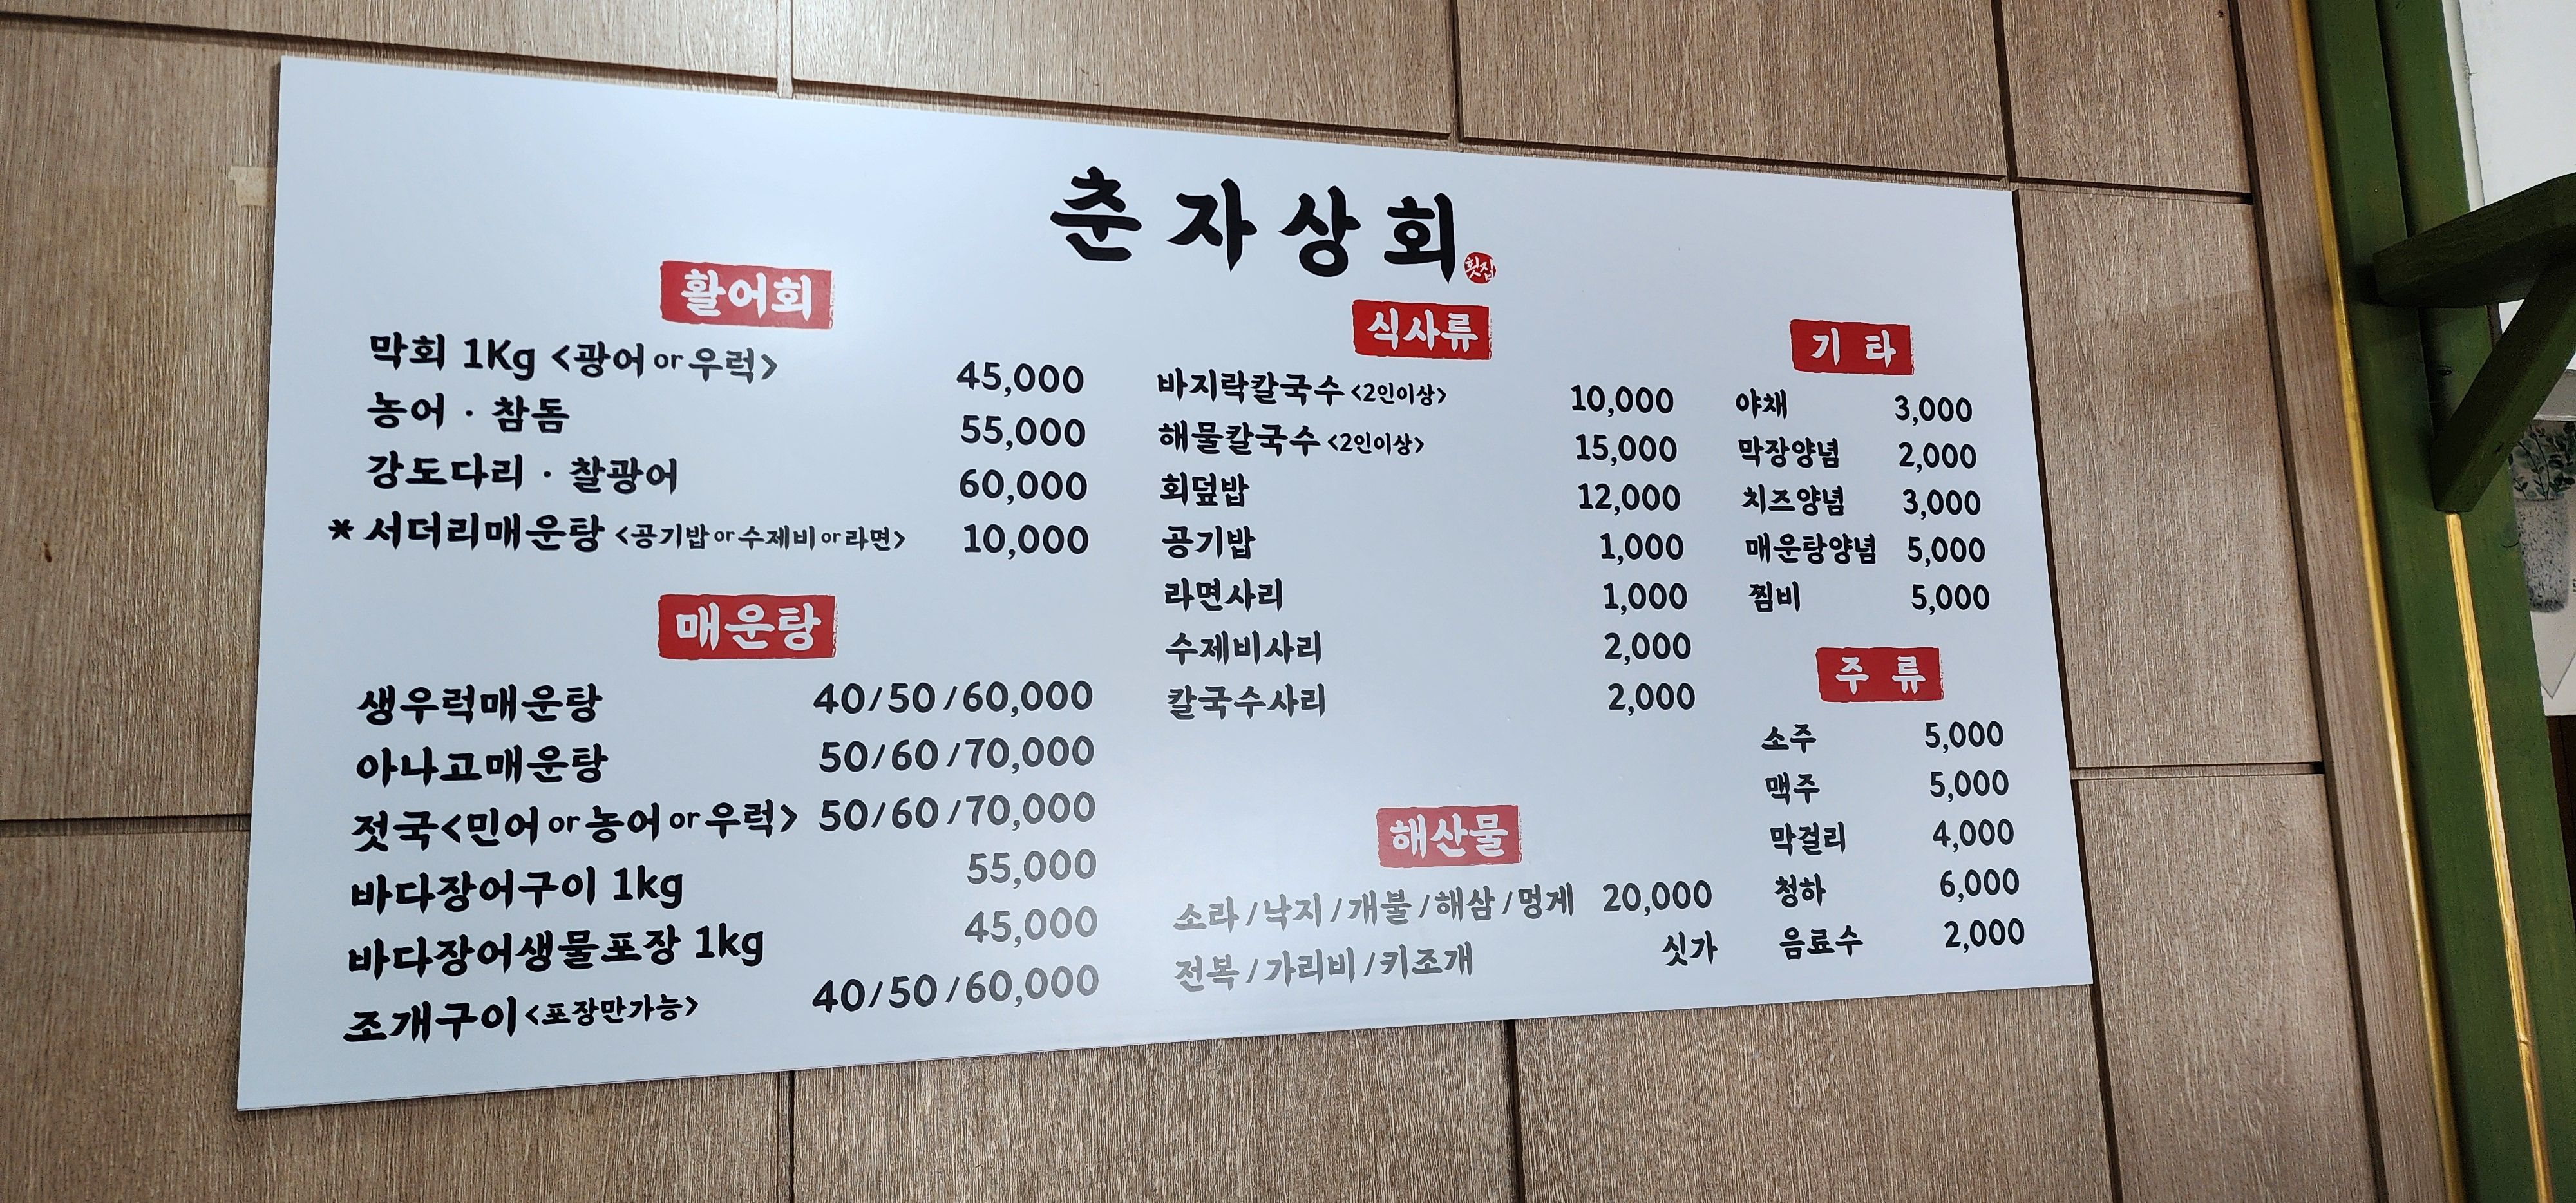 춘자상회
횟집
활어회
막회 1Kg <광어or우럭> 45,000
농어 · 참돔 55,000
강도다리 · 찰광어 60,000
* 서더리매운탕 <공기밥or수제비or라면> 10,000
매운탕
생우럭매운탕 40/50/60,000
아나고매운탕 50/60/70,000
젓국<민어or농어or우럭> 50/60/70,000
바다장어구이 1kg 55,000
바다장어생물포장 1kg 45,000
조개구이<포장만가능> 40/50/60,000
식사류
바지락칼국수 <2인이상> 10,000
해물칼국수 <2인이상> 15,000
회덮밥 12,000
공기밥 1,000
라면사리 1,000
수제비사리 2,000
칼국수사리 2,000
해산물
소라/낙지/개불/해삼/멍게 20,000
전복/가리비/키조개 싯가
기 타
야채 3,000
막장양념 2,000
치즈양념 3,000
매운탕양념 5,000
찜비 5,000
주 류
소주 5,000
맥주 5,000
막걸리 4,000
청하 6,000
음료수 2,000